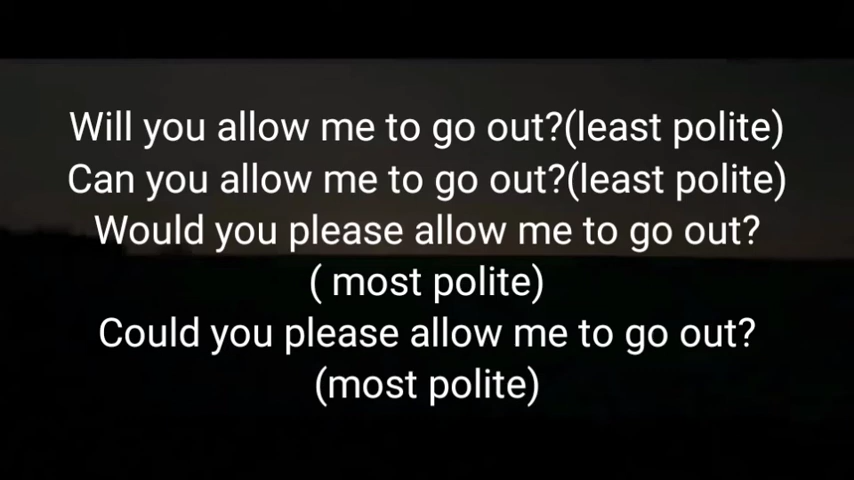 Will you allow me to go out?(least polite)
Can you allow me to go out?(least polite)
Would you please allow me to go out?
( most polite)
Could you please allow me to go out?
(most polite)